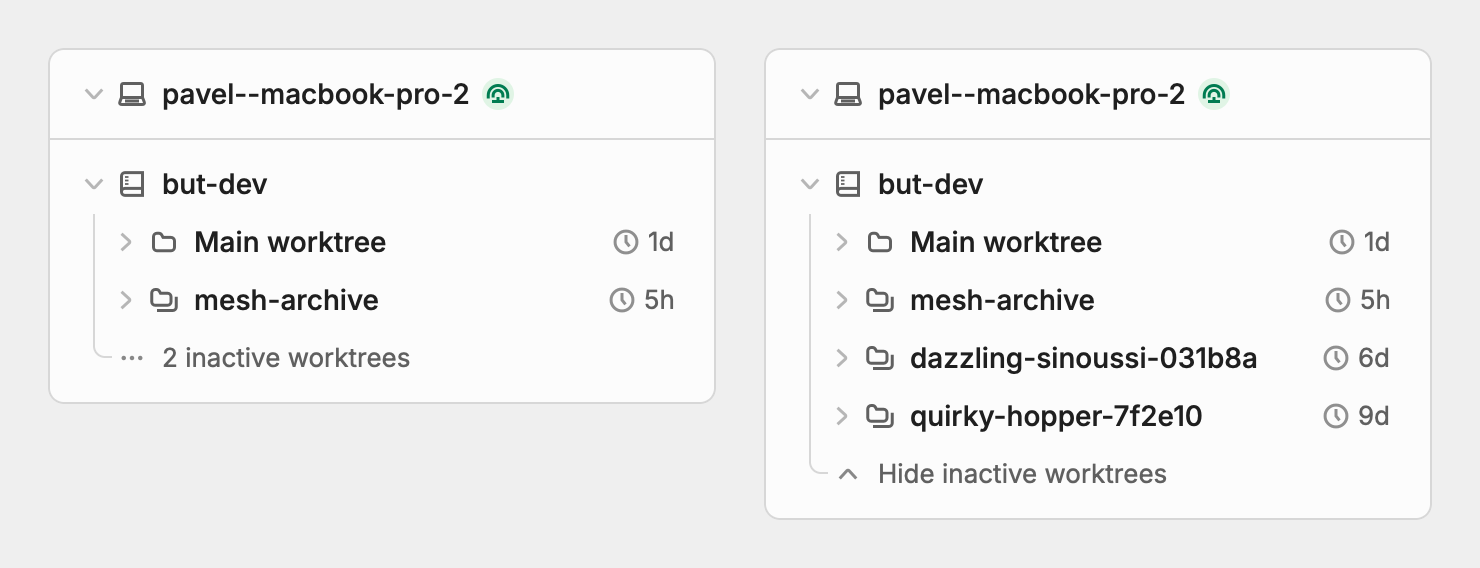 pavel--macbook-pro-2
but-dev
Main worktree 1d
mesh-archive 5h
2 inactive worktrees
pavel--macbook-pro-2
but-dev
Main worktree 1d
mesh-archive 5h
dazzling-sinoussi-031b8a 6d
quirky-hopper-7f2e10 9d
Hide inactive worktrees